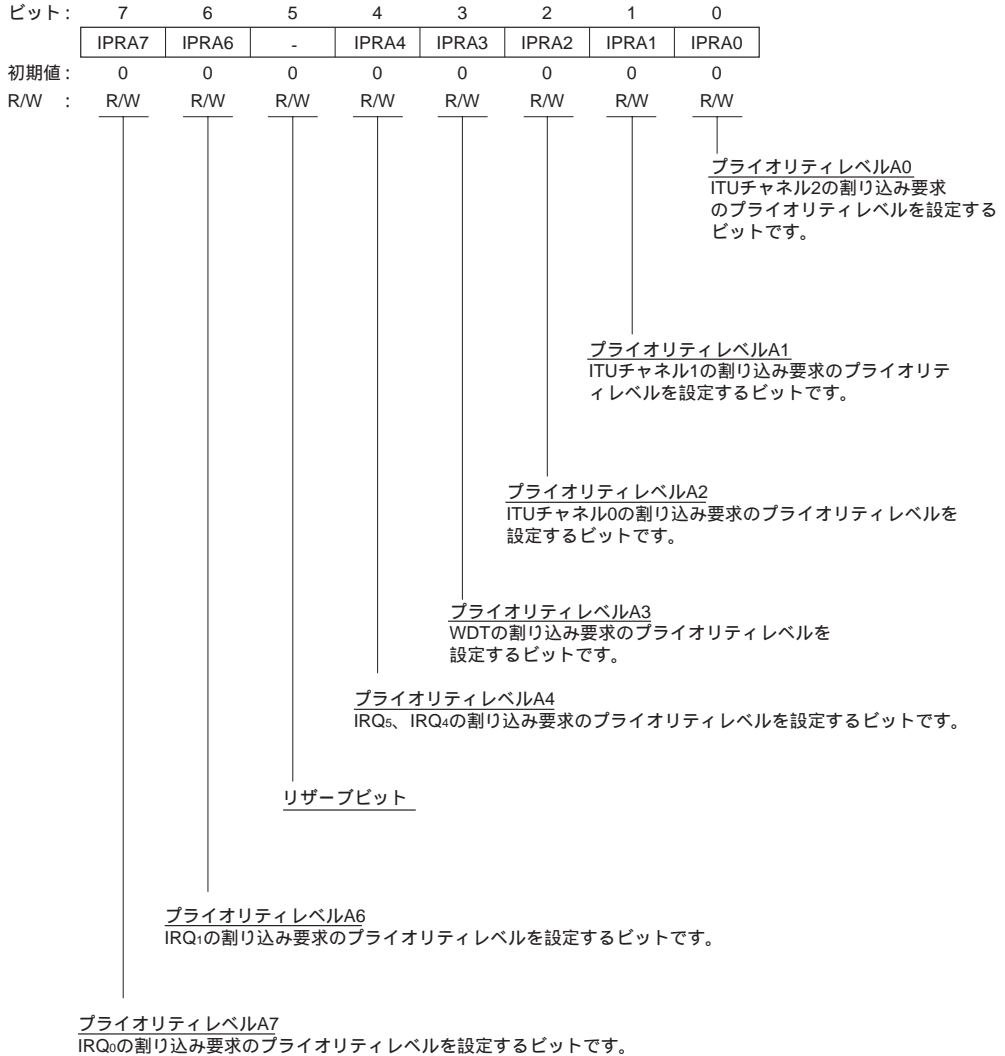 ビット: 7 6 5 4 3 2 1 0
IPRA7 IPRA6 - IPRA4 IPRA3 IPRA2 IPRA1 IPRA0
初期値: 0 0 0 0 0 0 0 0
R/W : R/W R/W R/W R/W R/W R/W R/W R/W
プライオリティレベルA0
ITUチャネル2の割り込み要求
のプライオリティレベルを設定する
ビットです。
プライオリティレベルA1
ITUチャネル1の割り込み要求のプライオリテ
ィレベルを設定するビットです。
プライオリティレベルA2
ITUチャネル0の割り込み要求のプライオリティレベルを
設定するビットです。
プライオリティレベルA3
WDTの割り込み要求のプライオリティレベルを
設定するビットです。
プライオリティレベルA4
IRQ₅、IRQ₄の割り込み要求のプライオリティレベルを設定するビットです。
リザーブビット
プライオリティレベルA6
IRQ₁の割り込み要求のプライオリティレベルを設定するビットです。
プライオリティレベルA7
IRQ₀の割り込み要求のプライオリティレベルを設定するビットです。